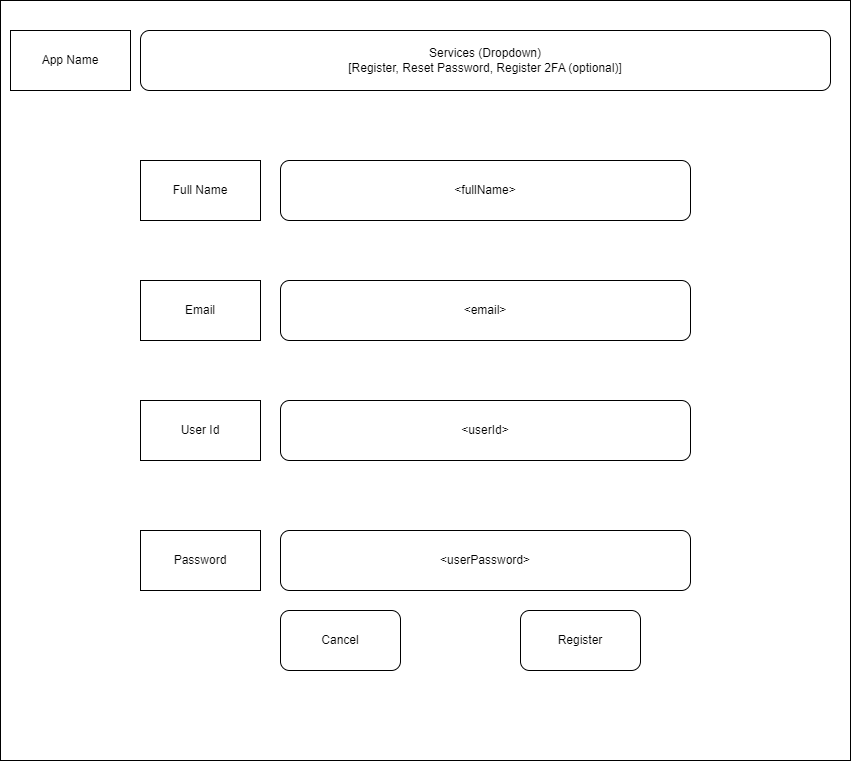 App Name
Services (Dropdown)
[Register, Reset Password, Register 2FA (optional)]
Full Name
<fullName>
Email
<email>
User Id
<userId>
Password
<userPassword>
Cancel
Register